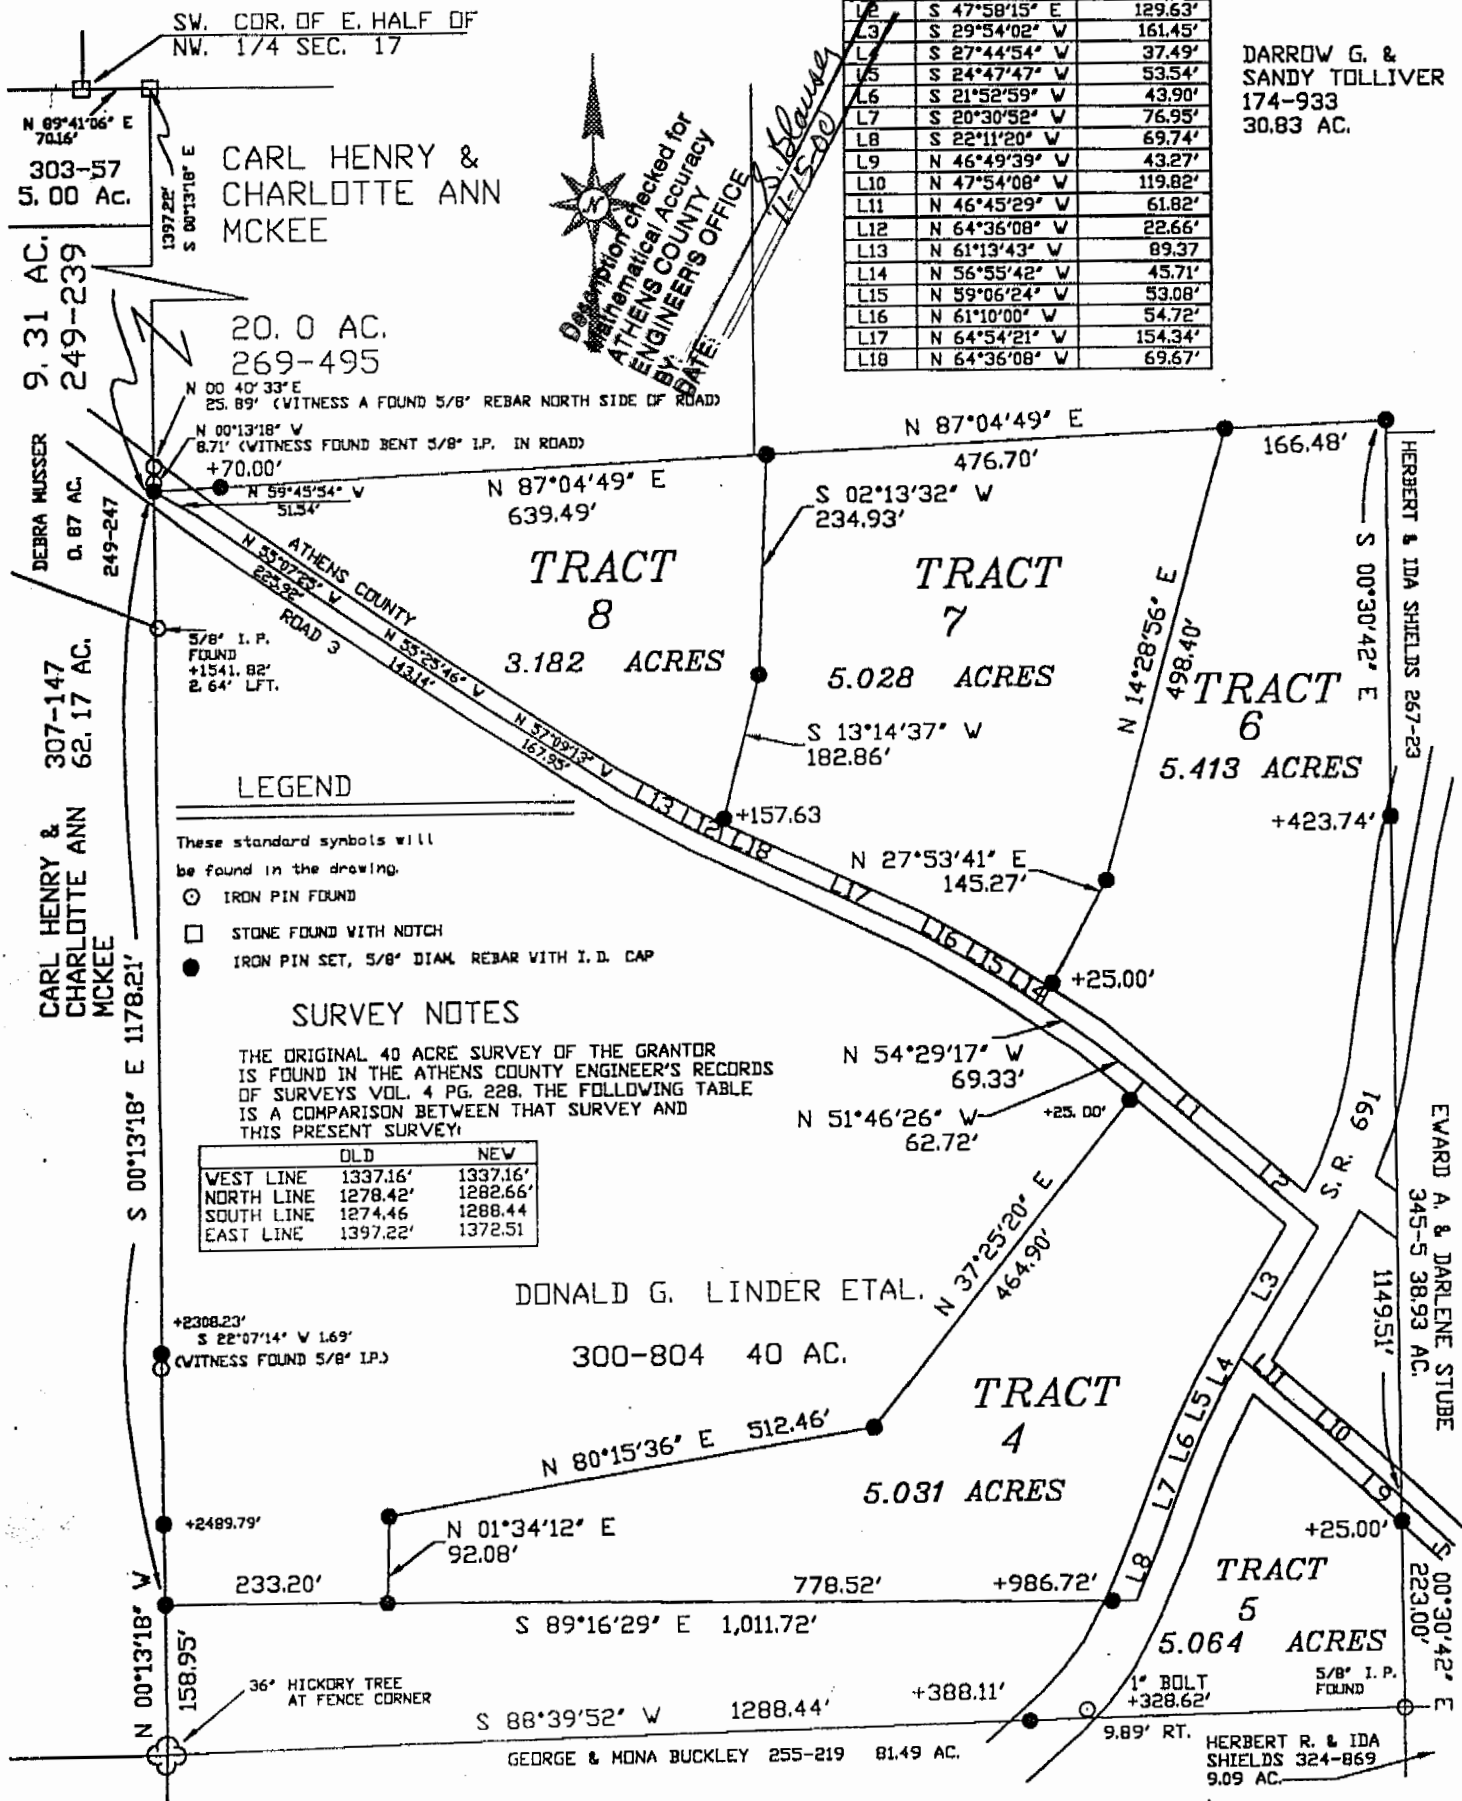 SW. COR. OF E. HALF OF
NW. 1/4 SEC. 17
N 89°41'06" E
70.16'
303-57
5.00 Ac.
1397.22'
S 00°13'18" E
CARL HENRY &
CHARLOTTE ANN
MCKEE
9.31 AC.
249-239
20.0 AC.
269-495
N
Description checked for
Mathematical Accuracy
ATHENS COUNTY
ENGINEER'S OFFICE
BY:
DATE: 11-15-00
L2 S 47°58'15" E 129.63'
L3 S 29°54'02" W 161.45'
L4 S 27°44'54" W 37.49'
L5 S 24°47'47" W 53.54'
L6 S 21°52'59" W 43.90'
L7 S 20°30'52" W 76.95'
L8 S 22°11'20" W 69.74'
L9 N 46°49'39" W 43.27'
L10 N 47°54'08" W 119.82'
L11 N 46°45'29" W 61.82'
L12 N 64°36'08" W 22.66'
L13 N 61°13'43" W 89.37
L14 N 56°55'42" W 45.71'
L15 N 59°06'24" W 53.08'
L16 N 61°10'00" W 54.72'
L17 N 64°54'21" W 154.34'
L18 N 64°36'08" W 69.67'
DARROW G. &
SANDY TOLLIVER
174-933
30.83 AC.
N 00 40' 33" E
25.89' (WITNESS A FOUND 5/8" REBAR NORTH SIDE OF ROAD)
N 00°13'18" W
8.71' (WITNESS FOUND BENT 5/8" I.P. IN ROAD)
+70.00'
N 59°45'54" W
51.54'
N 87°04'49" E
639.49'
N 87°04'49" E
476.70'
166.48'
DEBRA MUSSER
0.87 AC.
249-247
ATHENS COUNTY
ROAD 3
N 55°07'25" W
225.92'
N 55°25'46" W
143.14'
N 57°09'13" W
167.95'
TRACT
8
3.182 ACRES
S 02°13'32" W
234.93'
TRACT
7
5.028 ACRES
S 13°14'37" W
182.86'
N 14°28'56" E
498.40'
TRACT
6
5.413 ACRES
S 00°30'42" E
HERBERT & IDA SHIELDS 267-23
+423.74'
5/8" I.P.
FOUND
+1541.82'
2.64' LFT.
307-147
62.17 AC.
CARL HENRY &
CHARLOTTE ANN
MCKEE
S 00°13'18" E 1178.21'
LEGEND
These standard symbols will
be found in the drawing.
IRON PIN FOUND
STONE FOUND WITH NOTCH
IRON PIN SET, 5/8" DIAM. REBAR WITH I.D. CAP
L13
L12
L18
+157.63
L17
L16
L15
L14
N 27°53'41" E
145.27'
+25.00'
SURVEY NOTES
THE ORIGINAL 40 ACRE SURVEY OF THE GRANTOR
IS FOUND IN THE ATHENS COUNTY ENGINEER'S RECORDS
OF SURVEYS VOL. 4 PG. 228. THE FOLLOWING TABLE
IS A COMPARISON BETWEEN THAT SURVEY AND
THIS PRESENT SURVEY:
OLD NEW
WEST LINE 1337.16' 1337.16'
NORTH LINE 1278.42' 1282.66'
SOUTH LINE 1274.46 1288.44
EAST LINE 1397.22' 1372.51
N 54°29'17" W
69.33'
N 51°46'26" W
62.72'
+25.00'
L1
L2
S.R. 691
EWARD A. & DARLENE STUBE
345-5 38.93 AC.
1149.51'
N 37°25'20" E
464.90'
L3
L4
L5
L6
L7
L8
L11
L10
L9
DONALD G. LINDER ETAL.
300-804 40 AC.
+2308.23'
S 22°07'14" W 1.69'
(WITNESS FOUND 5/8" I.P.)
TRACT
4
5.031 ACRES
N 80°15'36" E 512.46'
+2489.79'
N 01°34'12" E
92.08'
233.20'
778.52'
+986.72'
S 89°16'29" E 1,011.72'
+25.00'
TRACT
5
5.064 ACRES
S 00°30'42" E
223.00'
N 00°13'18" W
158.95'
36" HICKORY TREE
AT FENCE CORNER
S 88°39'52" W 1288.44'
+388.11'
1" BOLT
+328.62'
9.89' RT.
5/8" I.P.
FOUND
GEORGE & MONA BUCKLEY 255-219 81.49 AC.
HERBERT R. & IDA
SHIELDS 324-869
9.09 AC.